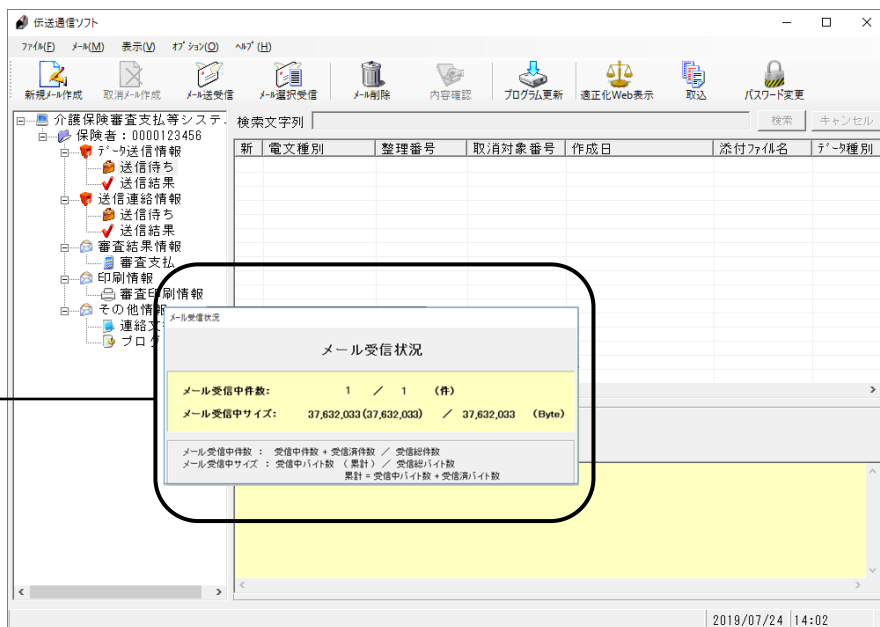 伝送通信ソフト
ﾌｧｲﾙ(F) ﾒｰﾙ(M) 表示(V) ｵﾌﾟｼｮﾝ(O) ﾍﾙﾌﾟ(H)
新規ﾒｰﾙ作成 取消ﾒｰﾙ作成 ﾒｰﾙ送受信 ﾒｰﾙ選択受信 ﾒｰﾙ削除 内容確認 ﾌﾟﾛｸﾞﾗﾑ更新 適正化Web表示 取込 ﾊﾟｽﾜｰﾄﾞ変更
検索文字列 検索 キャンセル
新 電文種別 整理番号 取消対象番号 作成日 添付ﾌｧｲﾙ名 ﾃﾞｰﾀ種別
介護保険審査支払等システ
保険者：0000123456
ﾃﾞｰﾀ送信情報
送信待ち
送信結果
送信連絡情報
送信待ち
送信結果
審査結果情報
審査支払
印刷情報
審査印刷情報
その他情報
連絡文
プログ
メール受信状況
メール受信状況
メール受信中件数： 1 ／ 1 (件)
メール受信中サイズ： 37,632,033(37,632,033) ／ 37,632,033 (Byte)
メール受信中件数 ： 受信中件数 + 受信済件数 ／ 受信総件数
メール受信中サイズ ： 受信中バイト数 （累計） ／ 受信総バイト数
累計 = 受信中バイト数 + 受信済バイト数
2019/07/24 14:02